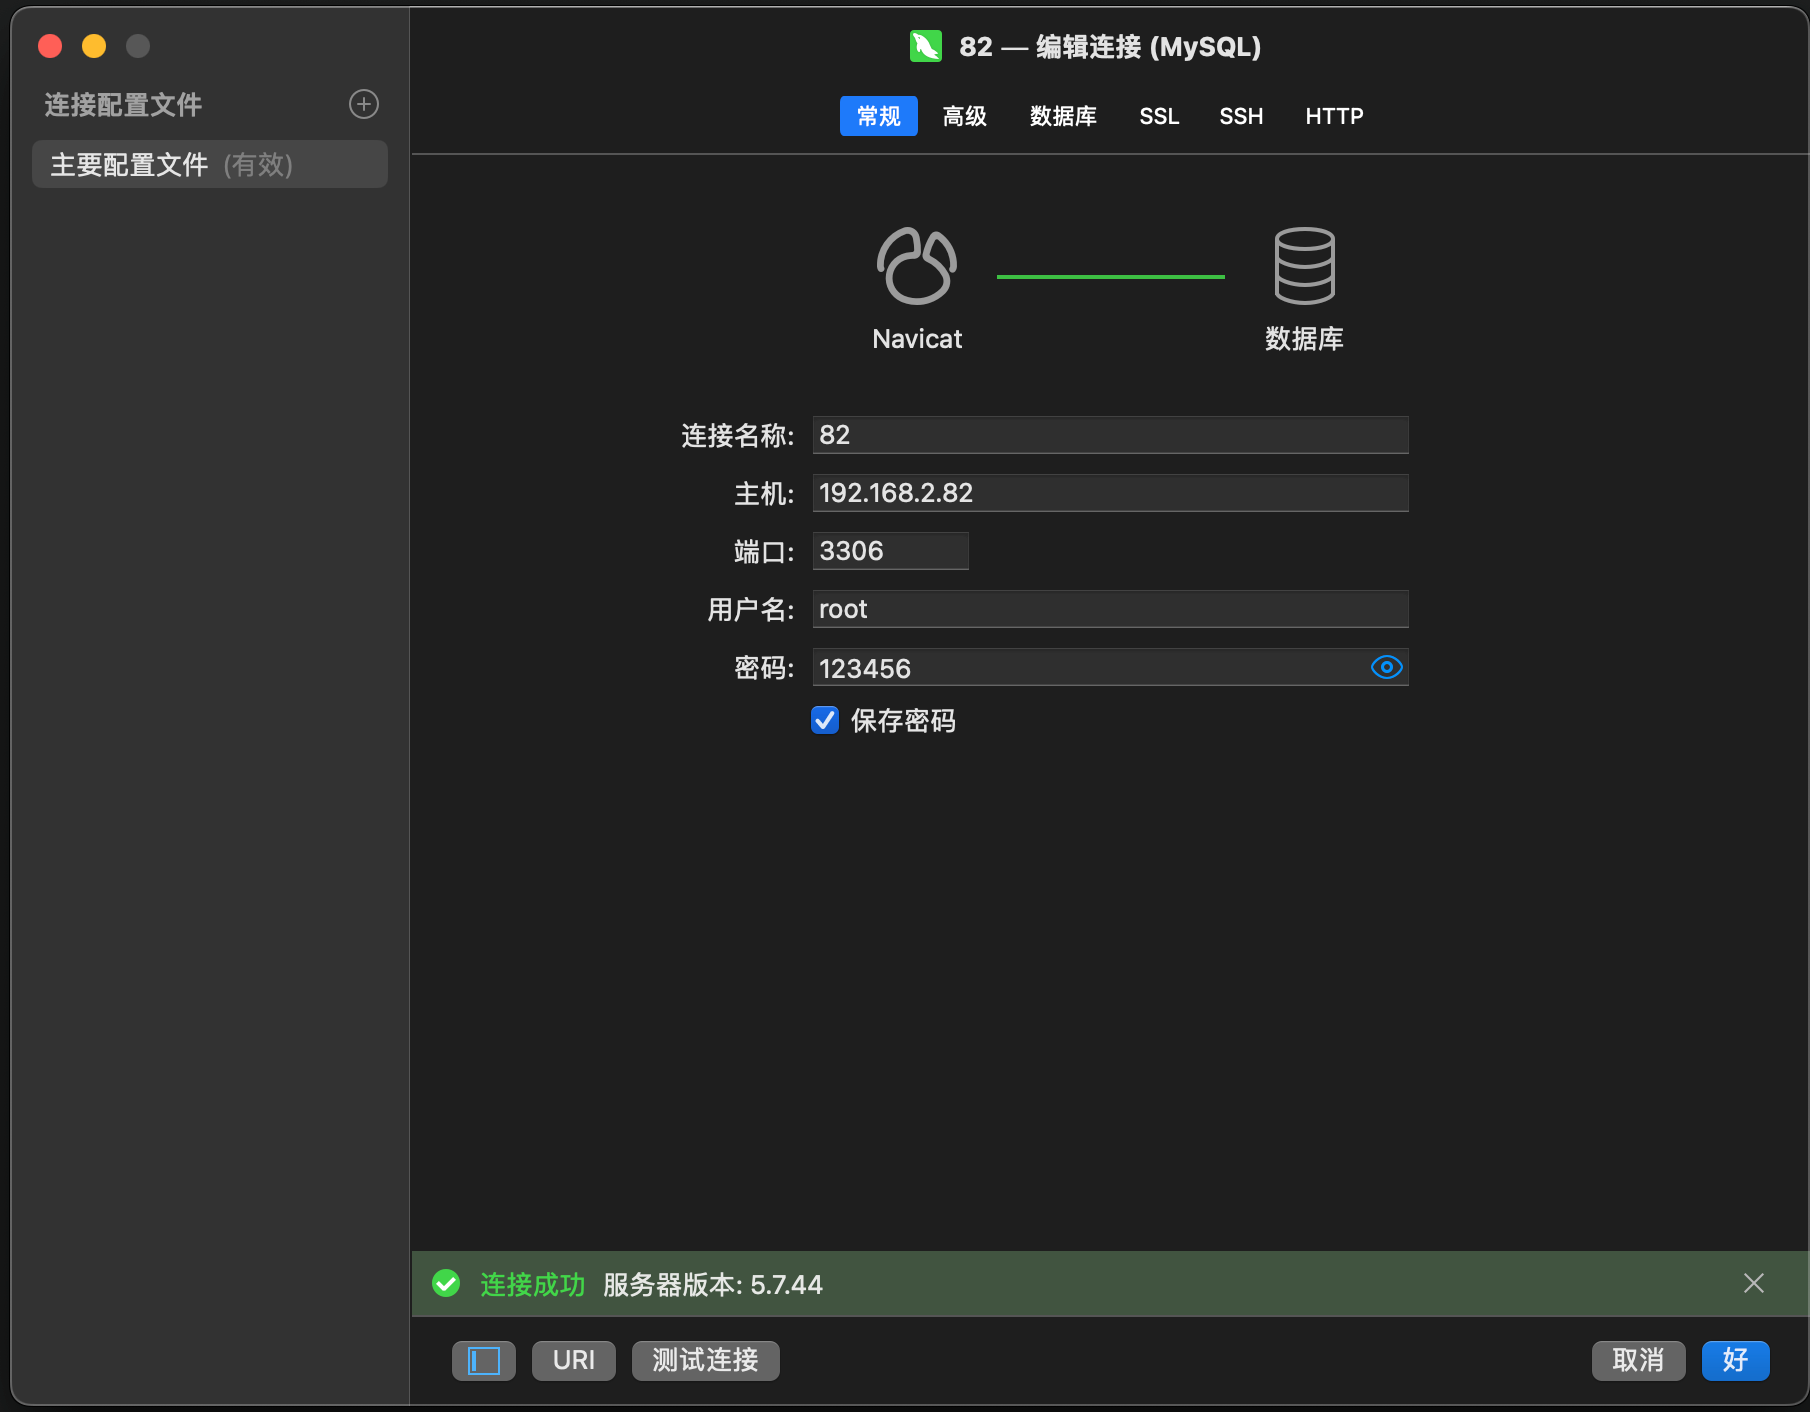 82 — 编辑连接 (MySQL)
连接配置文件
主要配置文件 (有效)
常规 高级 数据库 SSL SSH HTTP
Navicat 数据库
连接名称: 82
主机: 192.168.2.82
端口: 3306
用户名: root
密码: 123456
保存密码
连接成功 服务器版本: 5.7.44
URI 测试连接 取消 好